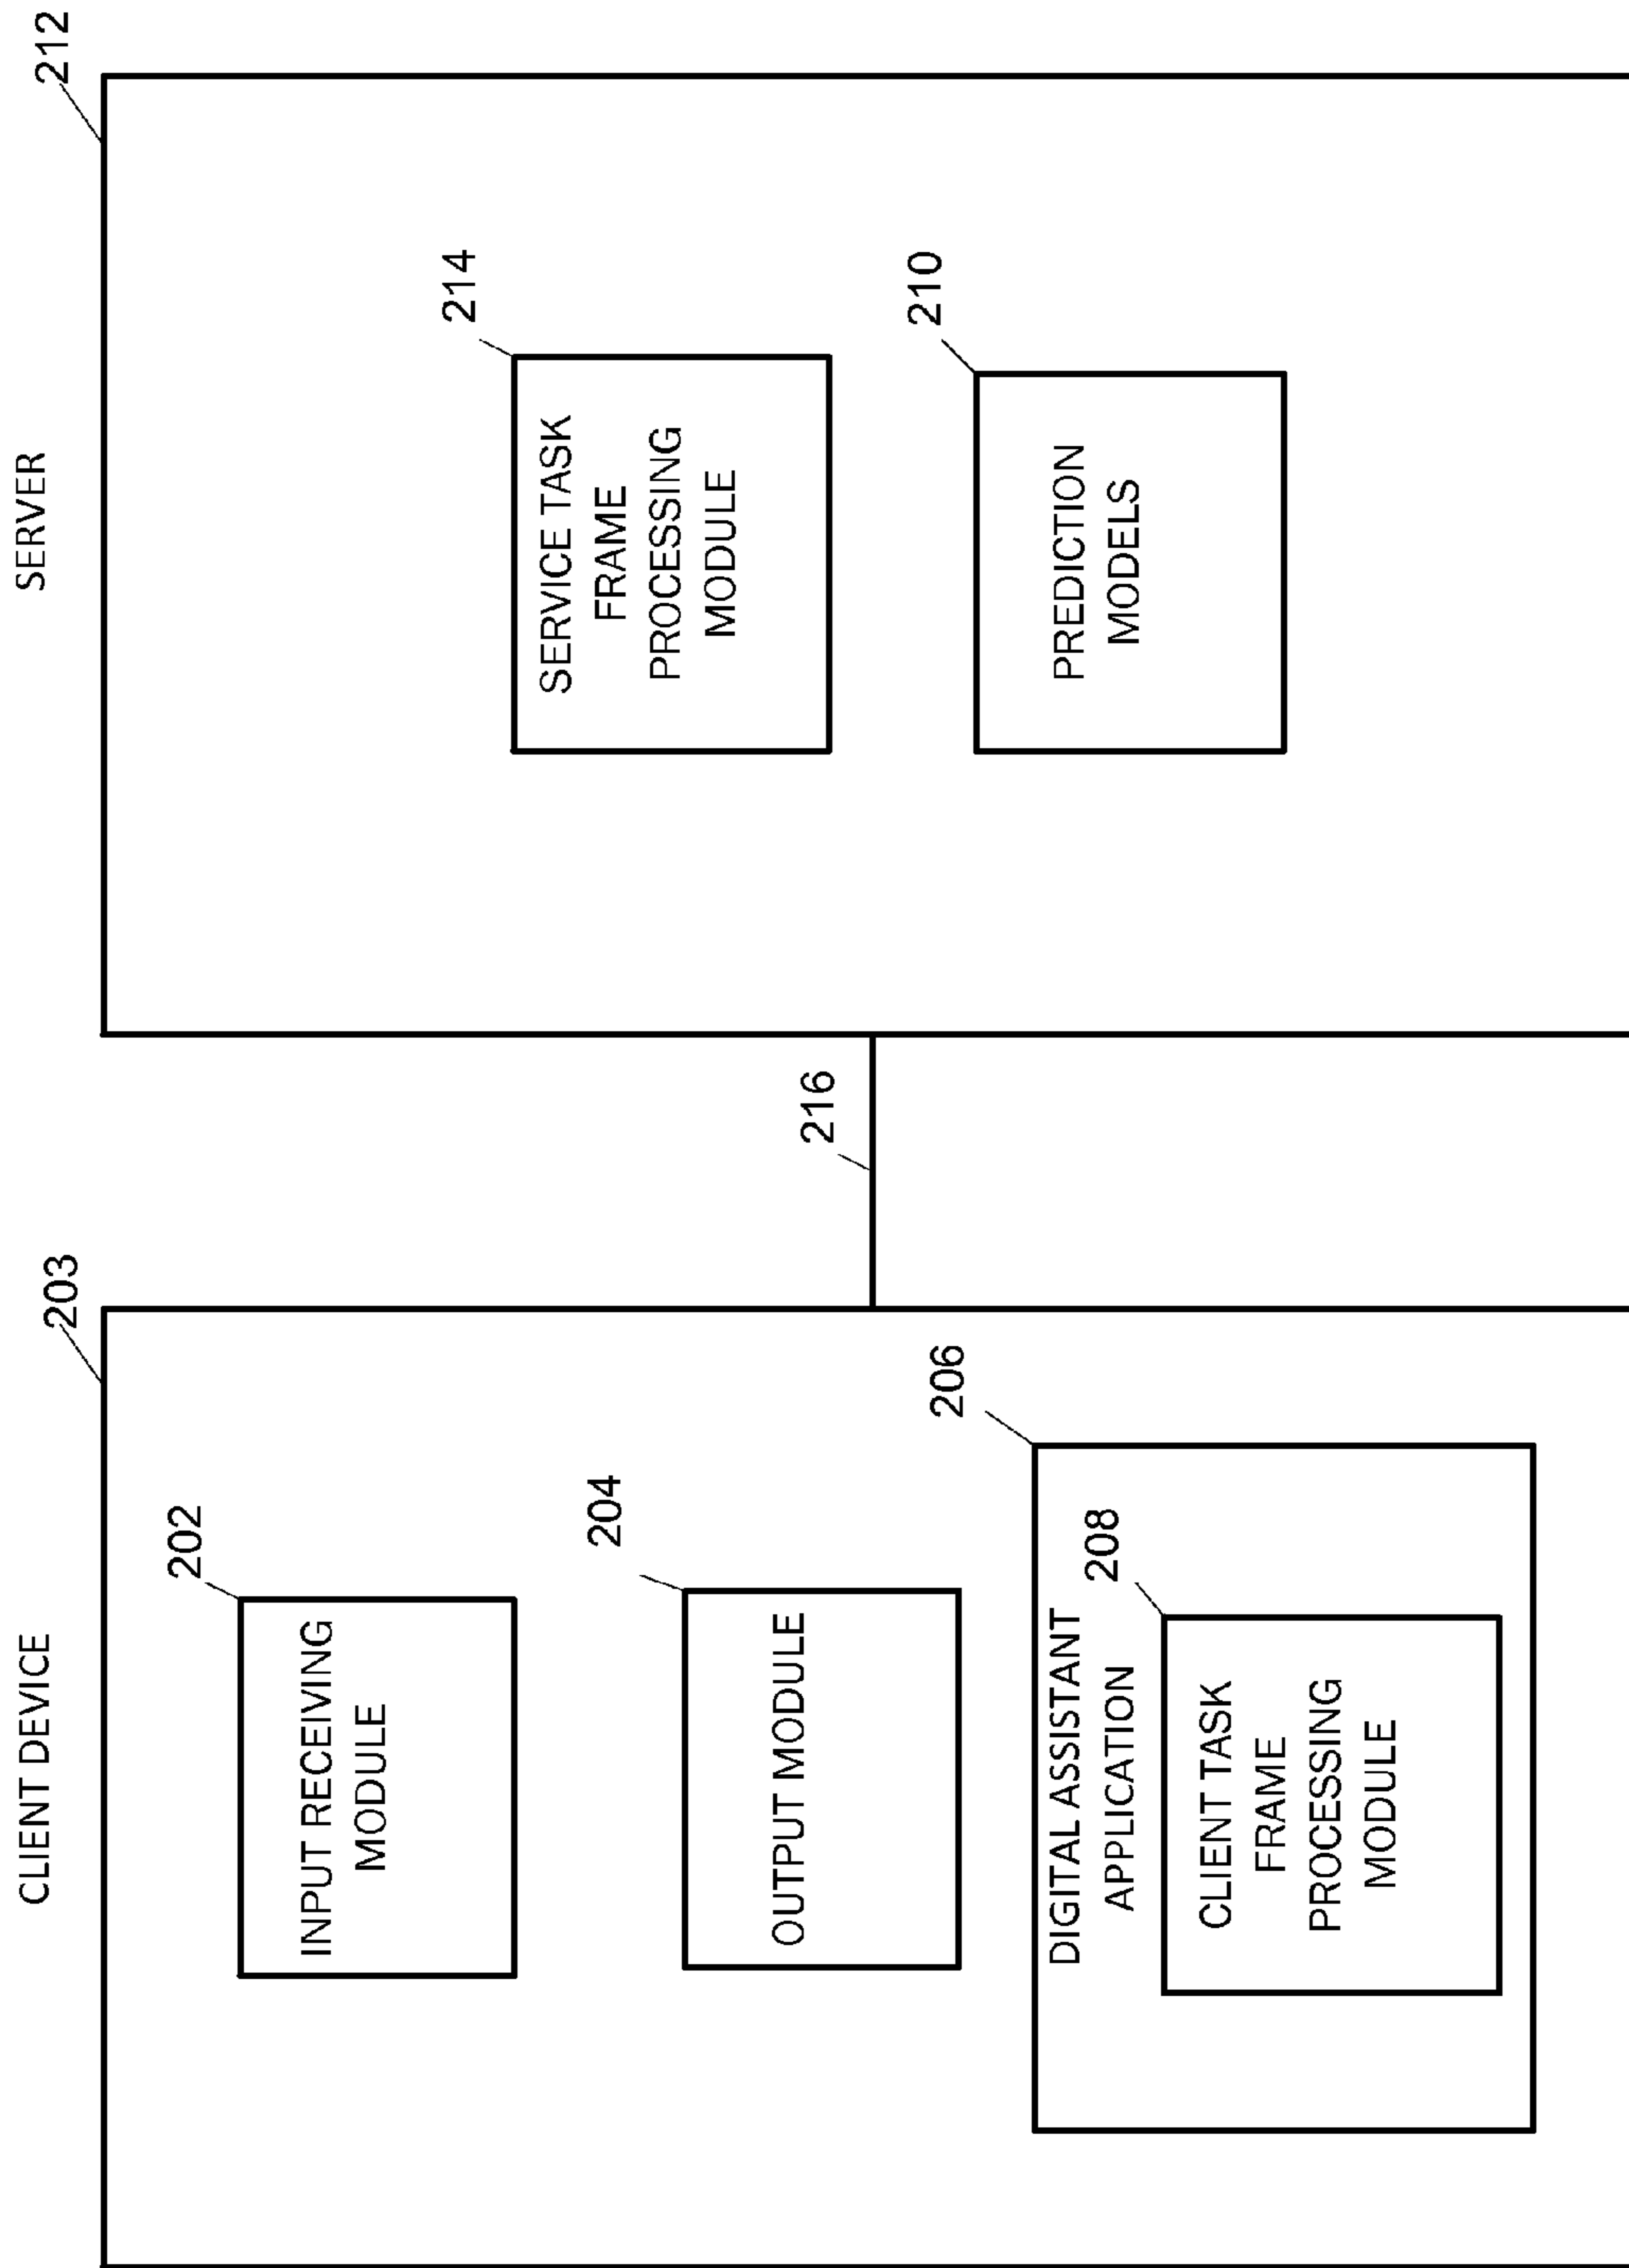 CLIENT DEVICE
203
INPUT RECEIVING
MODULE
202
OUTPUT MODULE
204
DIGITAL ASSISTANT
APPLICATION
206
CLIENT TASK
FRAME
PROCESSING
MODULE
208
216
SERVER
212
SERVICE TASK
FRAME
PROCESSING
MODULE
214
PREDICTION
MODELS
210